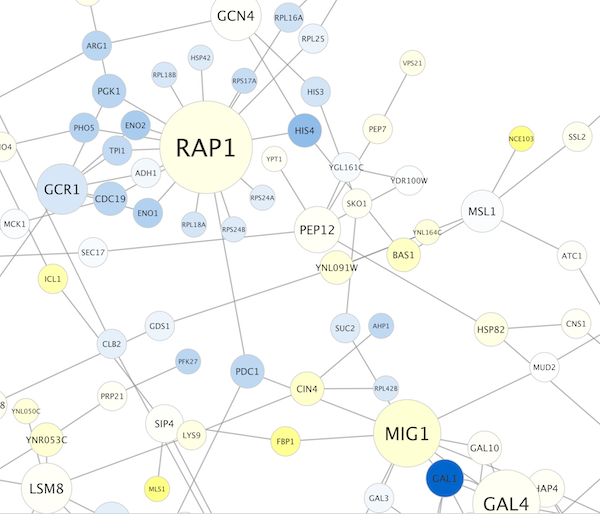 GCN4
RPL16A
ARG1
RPL25
HSP42
VPS21
RPL18B
RPS17A
PGK1
HIS3
PHO5
ENO2
HIS4
PEP7
NCE103
SSL2
RAP1
TPI1
YPT1
YGL161C
ADH1
YDR100W
GCR1
CDC19
RPS24A
SKO1
ENO1
MSL1
MCK1
RPL18A
RPS24B
PEP12
YNL164C
SEC17
BAS1
ATC1
YNL091W
ICL1
GDS1
SUC2
AHP1
HSP82
CNS1
CLB2
PFK27
PDC1
MUD2
CIN4
RPL42B
PRP21
YNL050C
SIP4
LYS9
MIG1
YNR053C
FBP1
GAL10
GAL1
LSM8
MLS1
HAP4
GAL3
GAL4